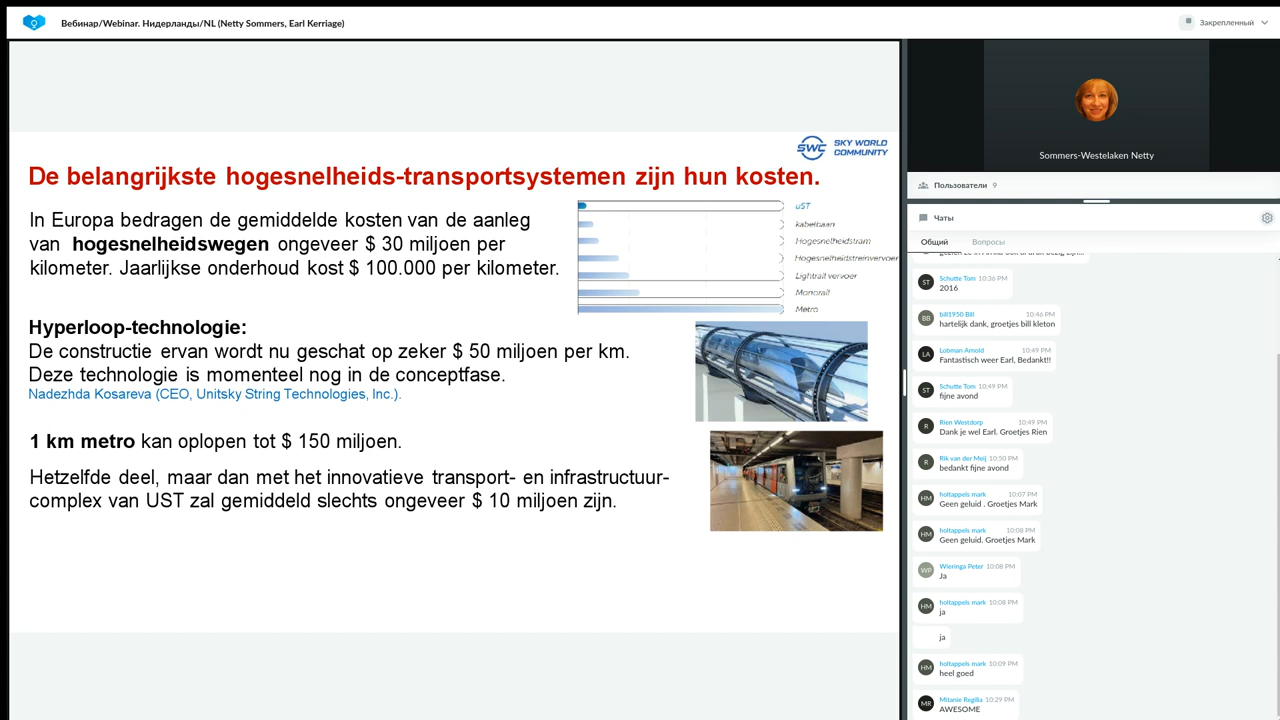 Вебинар/Webinar. Нидерланды/NL (Netty Sommers, Earl Kerriage)
Закрепленный
SWC SKY WORLD
COMMUNITY
De belangrijkste hogesnelheids-transportsystemen zijn hun kosten.
In Europa bedragen de gemiddelde kosten van de aanleg
van hogesnelheidswegen ongeveer $ 30 miljoen per
kilometer. Jaarlijkse onderhoud kost $ 100.000 per kilometer.
uST
kabelbaan
Hogesnelheidstram
Hogesnelheidstreinvervoer
Lightrail vervoer
Monorail
Metro
Hyperloop-technologie:
De constructie ervan wordt nu geschat op zeker $ 50 miljoen per km.
Deze technologie is momenteel nog in de conceptfase.
Nadezhda Kosareva (CEO, Unitsky String Technologies, Inc.).
1 km metro kan oplopen tot $ 150 miljoen.
Hetzelfde deel, maar dan met het innovatieve transport- en infrastructuur-
complex van UST zal gemiddeld slechts ongeveer $ 10 miljoen zijn.
Sommers-Westelaken Netty
Пользователи 9
Чаты
Общий Вопросы
ST Schutte Tom 10:36 PM
2016
BB bill1950 Bill 10:46 PM
hartelijk dank, groetjes bill kleton
LA Lobman Arnold 10:49 PM
Fantastisch weer Earl, Bedankt!!
ST Schutte Tom 10:49 PM
fijne avond
R Rien Westdorp 10:49 PM
Dank je wel Earl. Groetjes Rien
R Rik van der Meij 10:50 PM
bedankt fijne avond
HM holtappels mark 10:07 PM
Geen geluid . Groetjes Mark
HM holtappels mark 10:08 PM
Geen geluid. Groetjes Mark
WP Wieringa Peter 10:08 PM
Ja
HM holtappels mark 10:08 PM
ja
ja
HM holtappels mark 10:09 PM
heel goed
MR Mitanie Regilia 10:29 PM
AWESOME